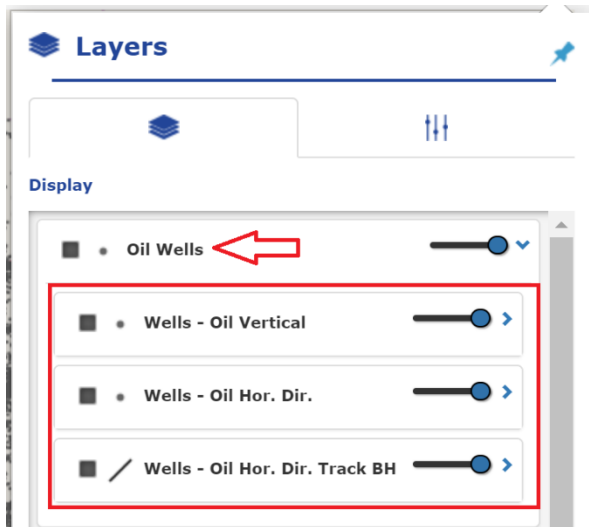 Layers
Display
Oil Wells
Wells - Oil Vertical
Wells - Oil Hor. Dir.
Wells - Oil Hor. Dir. Track BH